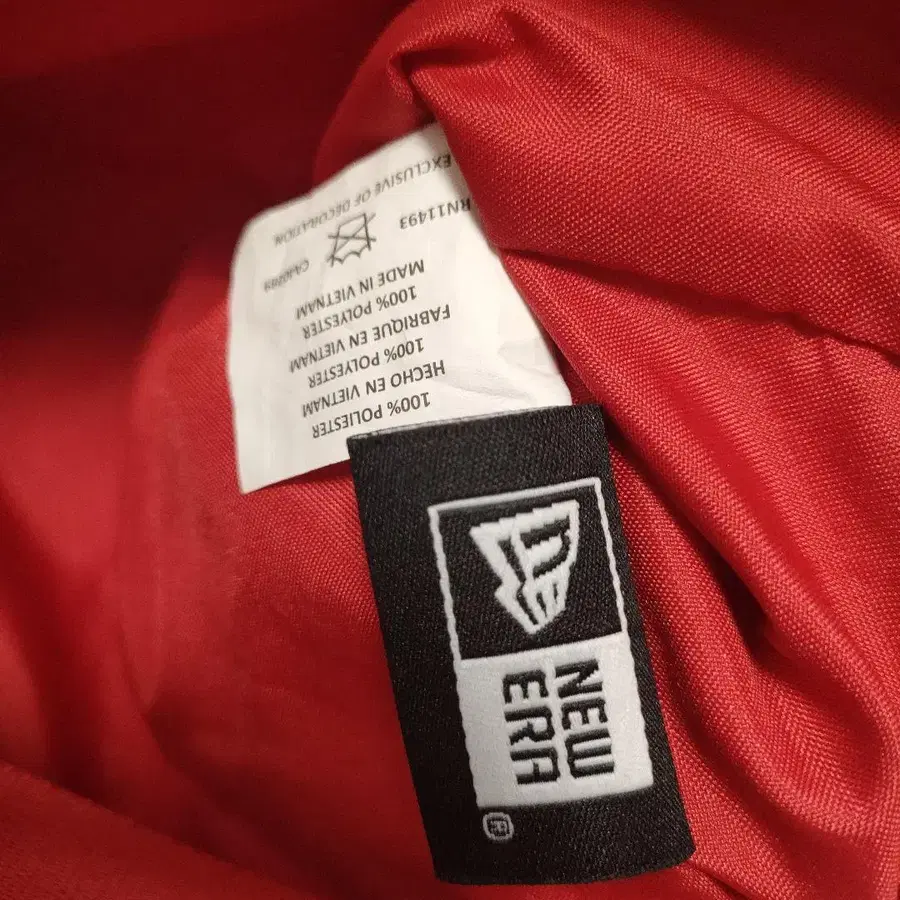 100% POLIESTER
HECHO EN VIETNAM
100% POLYESTER
FABRIQUE EN VIETNAM
100% POLYESTER
MADE IN VIETNAM
RN11493
EXCLUSIVE OF DECORATION
NEW
ERA®